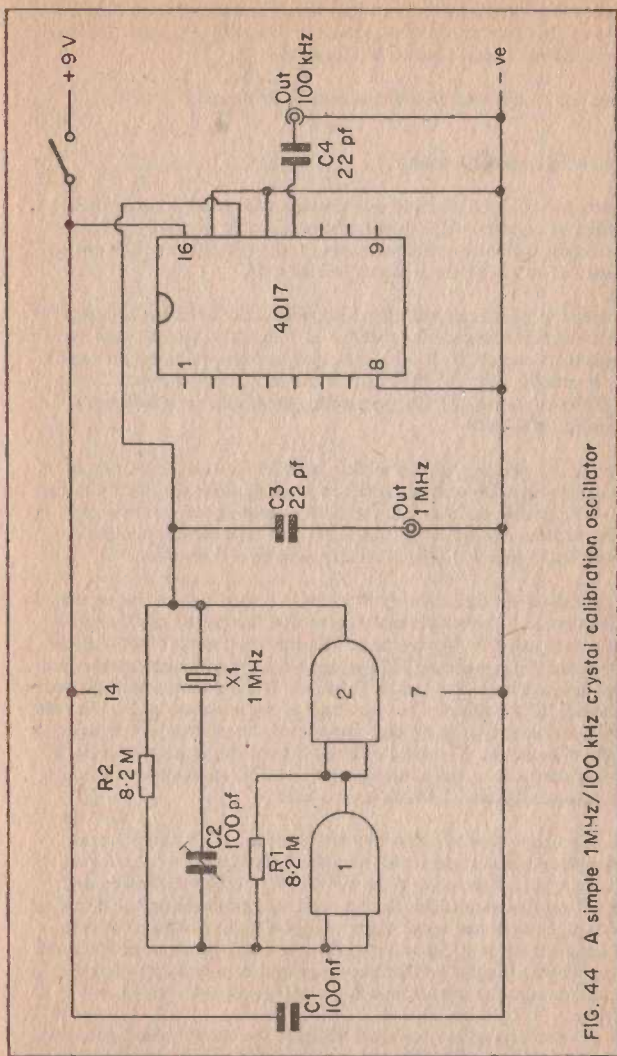 +9V
Out
100 kHz
C4
22 pf
-ve
16
9
4017
1
8
C3
22 pf
Out
1 MHz
14
7
R2
8·2 M
X1
1 MHz
C2
100 pf
R1
8·2 M
1
2
C1
100nf
FIG. 44 A simple 1MHz/100 kHz crystal calibration oscillator